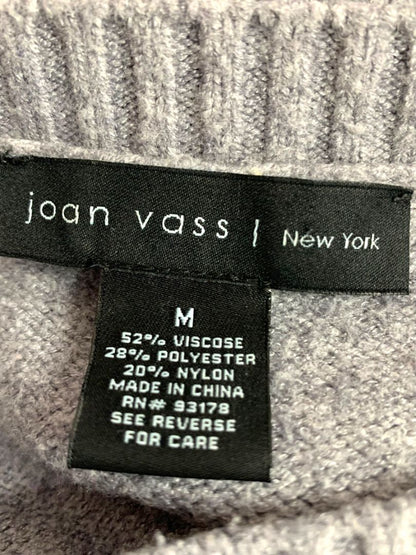 joan vass | New York
M
52% VISCOSE
28% POLYESTER
20% NYLON
MADE IN CHINA
RN# 93178
SEE REVERSE
FOR CARE